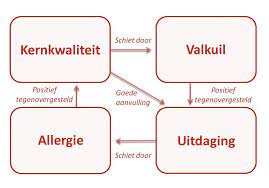 Schiet door
Kernkwaliteit
Valkuil
Positief
tegenovergesteld
Goede
aanvulling
Positief
tegenovergesteld
Allergie
Uitdaging
Schiet door